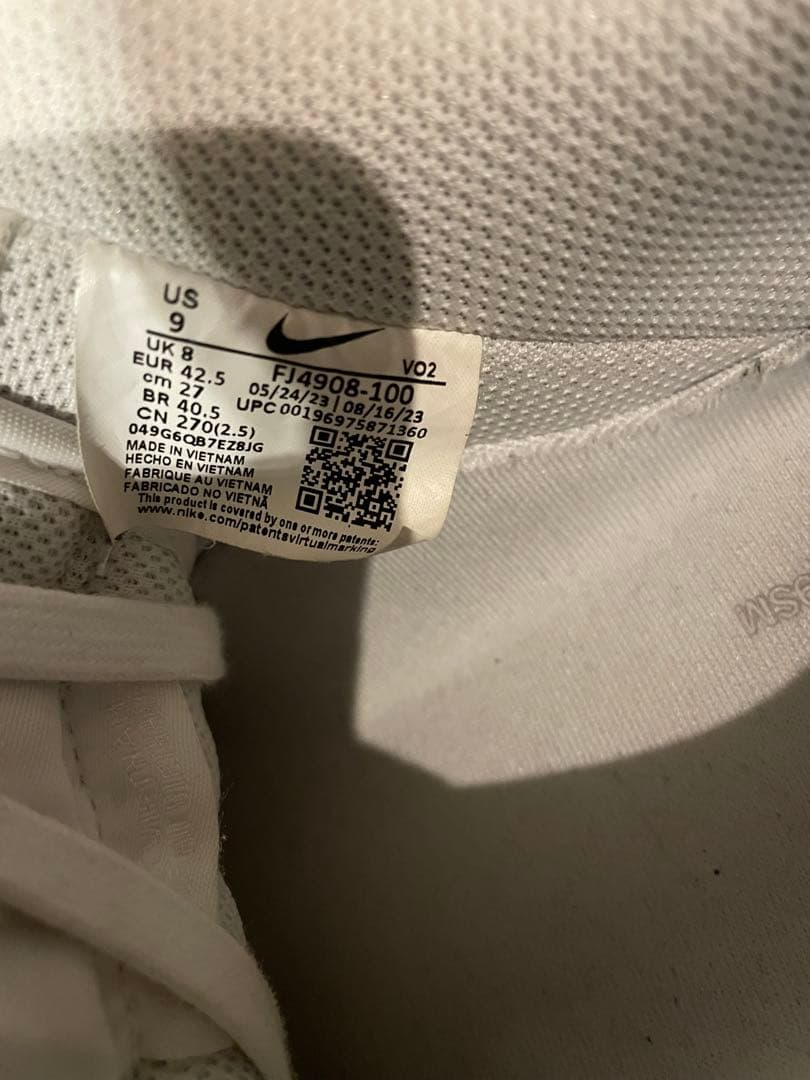 US
9
VO2
UK 8
FJ4908-100
EUR 42.5
05/24/23 | 08/16/23
cm 27
UPC 00196975871360
BR 40.5
CN 270(2.5)
049G6QB7EZ8JG
MADE IN VIETNAM
HECHO EN VIETNAM
FABRIQUE AU VIETNAM
FABRICADO NO VIETNÃ
This product is covered by one or more patents:
www.nike.com/patentsvirtualmarking